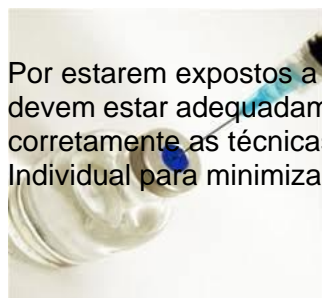 Por estarem expostos a
devem estar adequadam
corretamente as técnica
Individual para minimiza